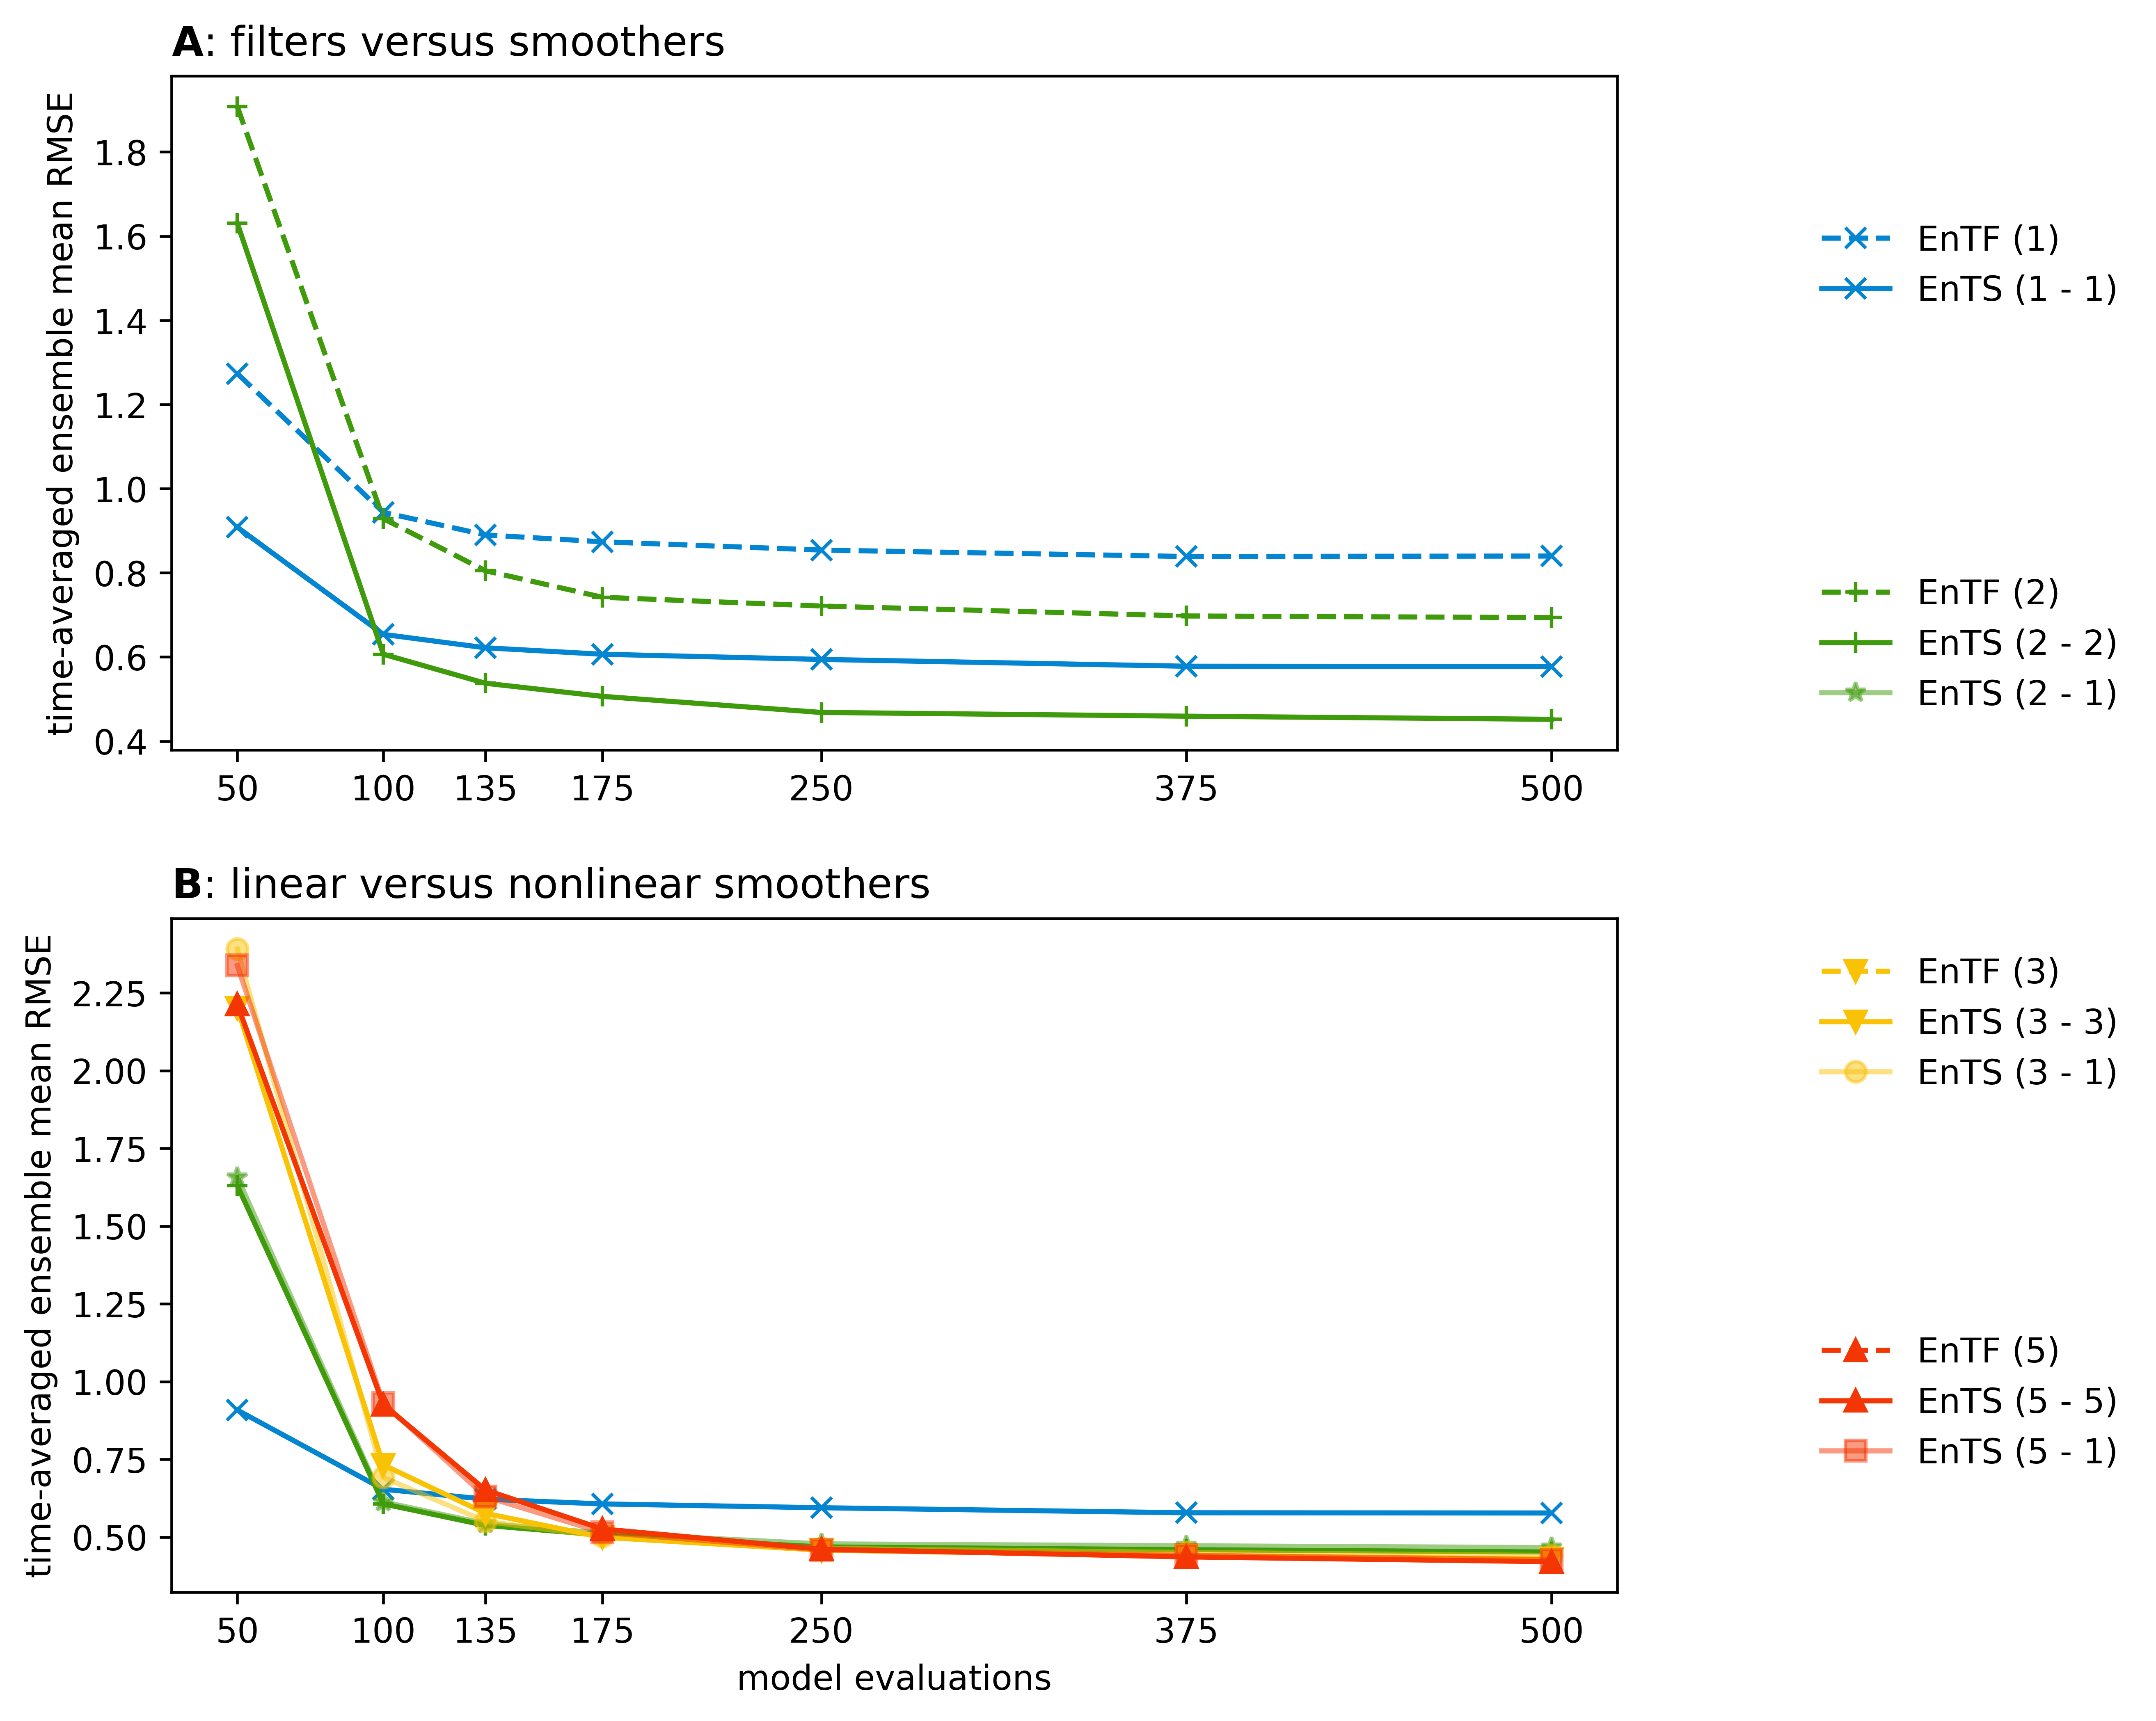 A: filters versus smoothers
time-averaged ensemble mean RMSE
1.8
1.6
1.4
1.2
1.0
0.8
0.6
0.4
50 100 135 175 250 375 500
EnTF (1)
EnTS (1 - 1)
EnTF (2)
EnTS (2 - 2)
EnTS (2 - 1)
B: linear versus nonlinear smoothers
time-averaged ensemble mean RMSE
2.25
2.00
1.75
1.50
1.25
1.00
0.75
0.50
50 100 135 175 250 375 500
model evaluations
EnTF (3)
EnTS (3 - 3)
EnTS (3 - 1)
EnTF (5)
EnTS (5 - 5)
EnTS (5 - 1)